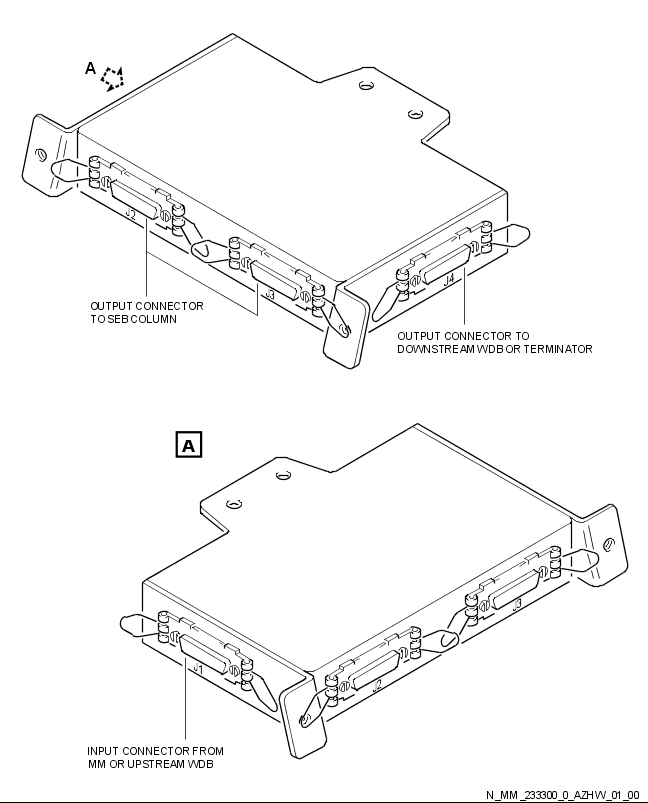 A
J2
J3
J4
OUTPUT CONNECTOR
TO SEB COLUMN
OUTPUT CONNECTOR TO
DOWNSTREAM WDB OR TERMINATOR
A
J3
J1
J2
INPUT CONNECTOR FROM
MM OR UPSTREAM WDB
N_MM_233300_0_AZHW_01_00